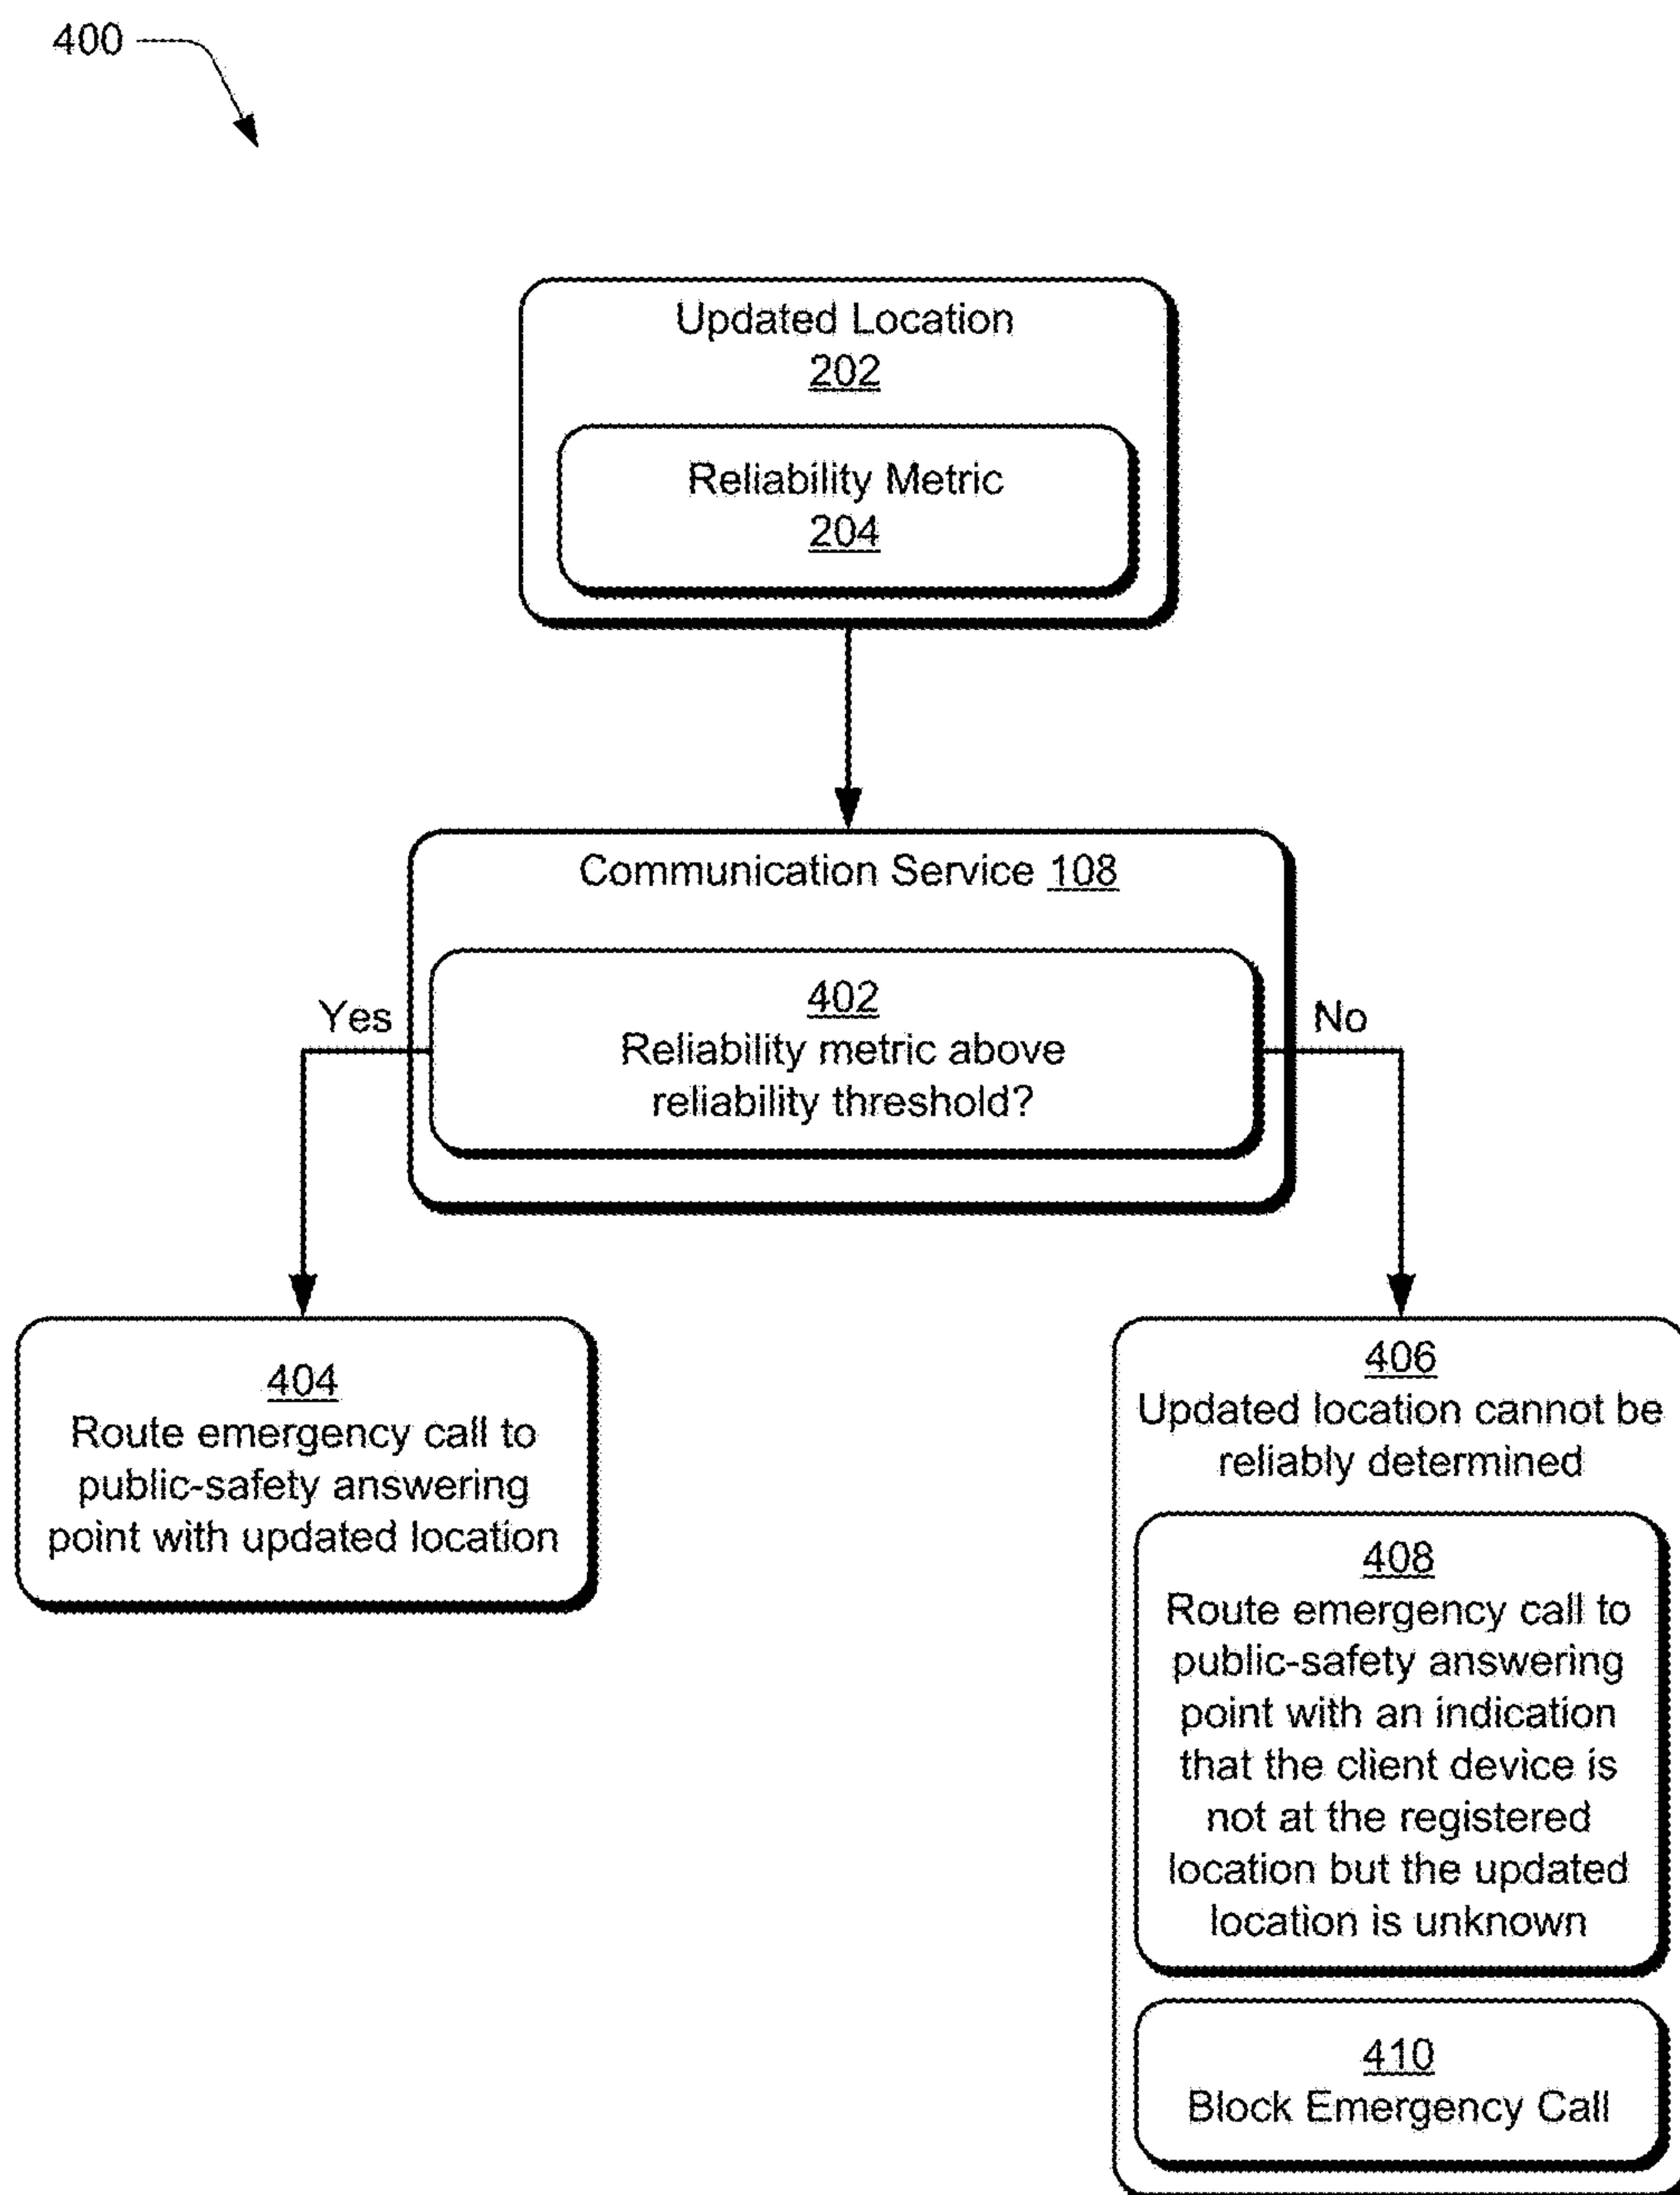 400
Updated Location
202
Reliability Metric
204
Communication Service 108
402
Reliability metric above
reliability threshold?
Yes
No
404
Route emergency call to
public-safety answering
point with updated location
406
Updated location cannot be
reliably determined
408
Route emergency call to
public-safety answering
point with an indication
that the client device is
not at the registered
location but the updated
location is unknown
410
Block Emergency Call